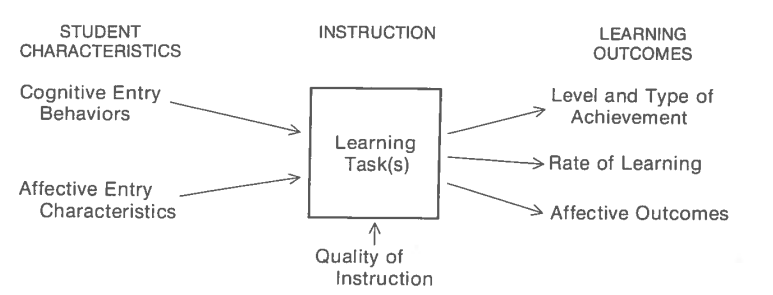 STUDENT
CHARACTERISTICS
INSTRUCTION
LEARNING
OUTCOMES
Cognitive Entry
Behaviors
Affective Entry
Characteristics
Learning
Task(s)
Quality of
Instruction
Level and Type of
Achievement
Rate of Learning
Affective Outcomes